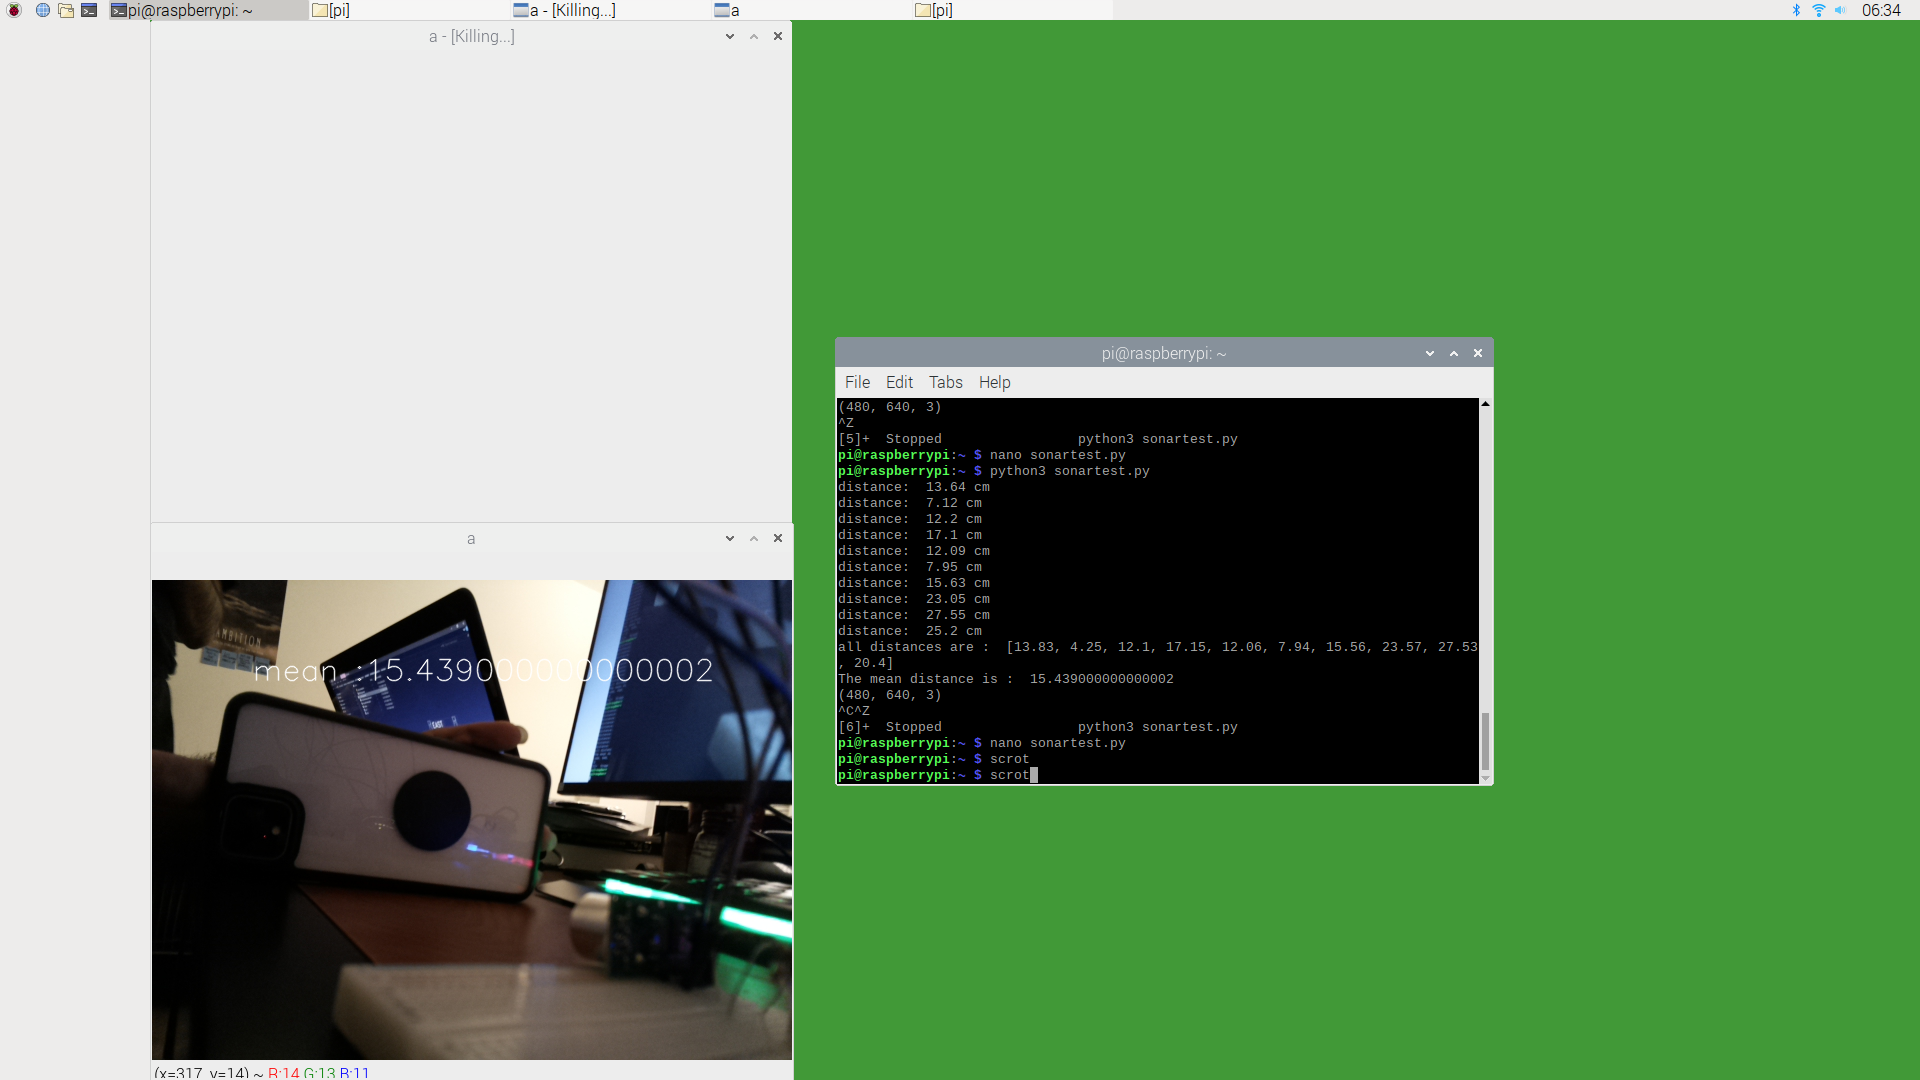 pi@raspberrypi: ~
[pi]
a - [Killing...]
a
[pi]
06:34
a - [Killing...]
a
AMBITION
mean :15.439000000000002
(x=317, y=14) ~ R:14 G:13 B:11
pi@raspberrypi: ~
File Edit Tabs Help
(480, 640, 3)
^Z
[5]+  Stopped                 python3 sonartest.py
pi@raspberrypi:~ $ nano sonartest.py
pi@raspberrypi:~ $ python3 sonartest.py
distance:  13.64 cm
distance:  7.12 cm
distance:  12.2 cm
distance:  17.1 cm
distance:  12.09 cm
distance:  7.95 cm
distance:  15.63 cm
distance:  23.05 cm
distance:  27.55 cm
distance:  25.2 cm
all distances are :  [13.83, 4.25, 12.1, 17.15, 12.06, 7.94, 15.56, 23.57, 27.53
, 20.4]
The mean distance is :  15.439000000000002
(480, 640, 3)
^C^Z
[6]+  Stopped                 python3 sonartest.py
pi@raspberrypi:~ $ nano sonartest.py
pi@raspberrypi:~ $ scrot
pi@raspberrypi:~ $ scrot